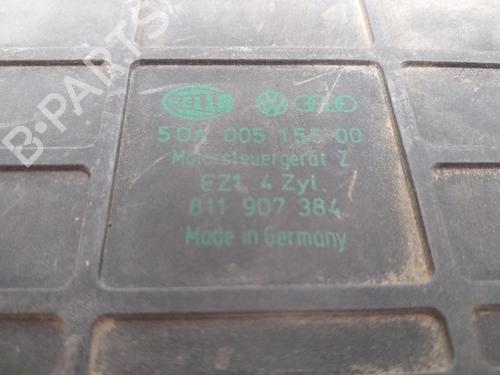 HELLA
5DA 005 155 00
Motorsteuergerät Z
EZ1 4 Zyl.
811 907 384
Made in Germany
B-PARTS